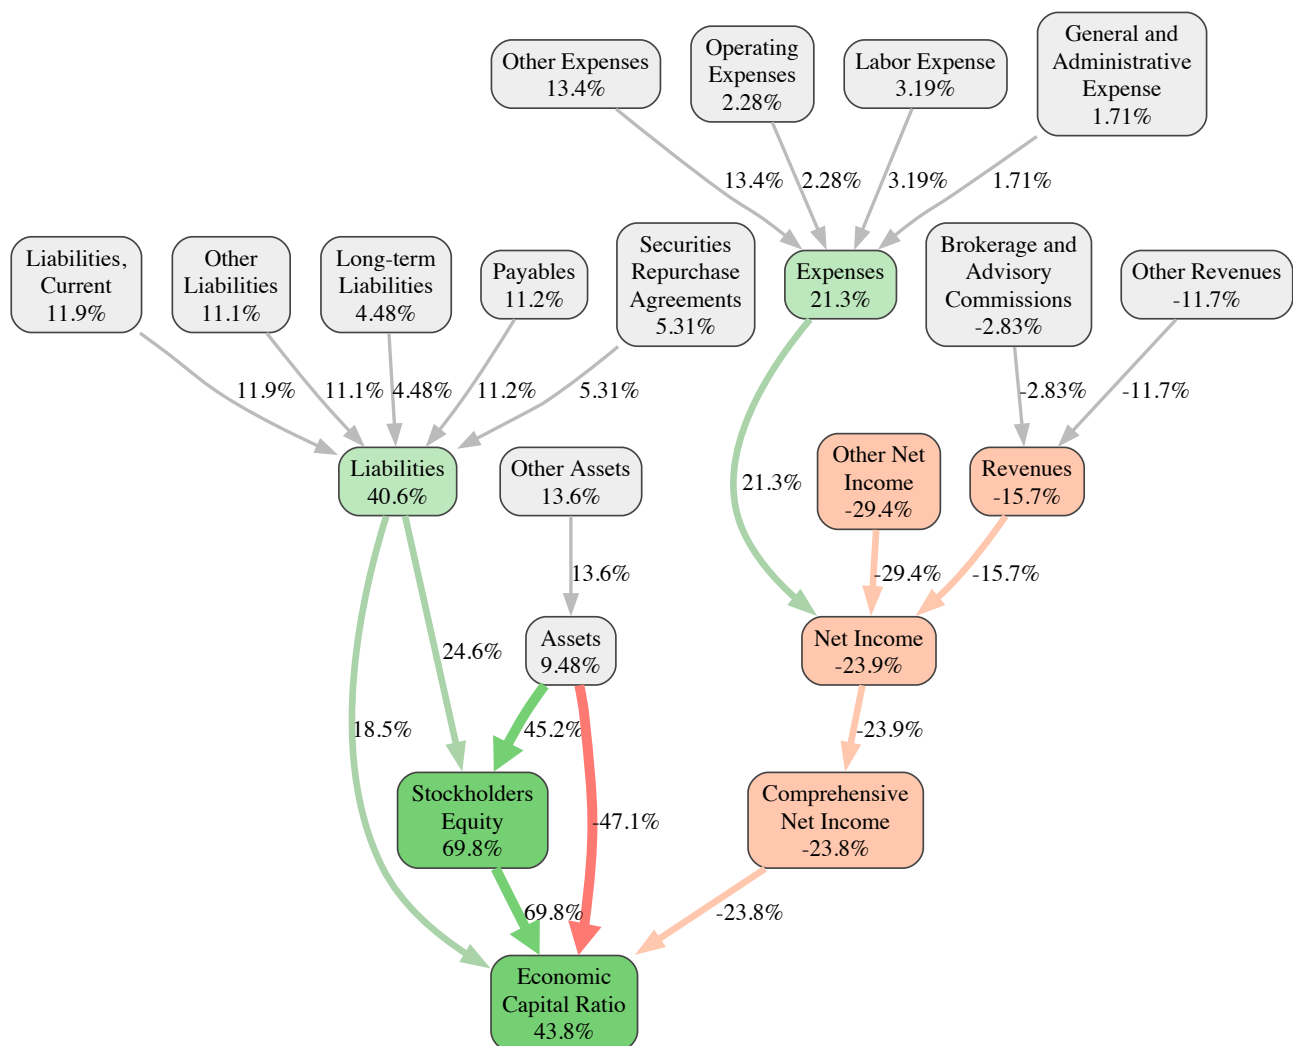 Other Expenses
13.4%
Operating
Expenses
2.28%
Labor Expense
3.19%
General and
Administrative
Expense
1.71%
13.4%
2.28%
3.19%
1.71%
Liabilities,
Current
11.9%
Other
Liabilities
11.1%
Long-term
Liabilities
4.48%
Payables
11.2%
Securities
Repurchase
Agreements
5.31%
Expenses
21.3%
Brokerage and
Advisory
Commissions
-2.83%
Other Revenues
-11.7%
11.9%
11.1%
4.48%
11.2%
5.31%
-2.83%
-11.7%
Liabilities
40.6%
Other Assets
13.6%
21.3%
Other Net
Income
-29.4%
Revenues
-15.7%
13.6%
-29.4%
-15.7%
24.6%
Assets
9.48%
Net Income
-23.9%
18.5%
45.2%
-23.9%
Stockholders
Equity
69.8%
-47.1%
Comprehensive
Net Income
-23.8%
69.8%
-23.8%
Economic
Capital Ratio
43.8%